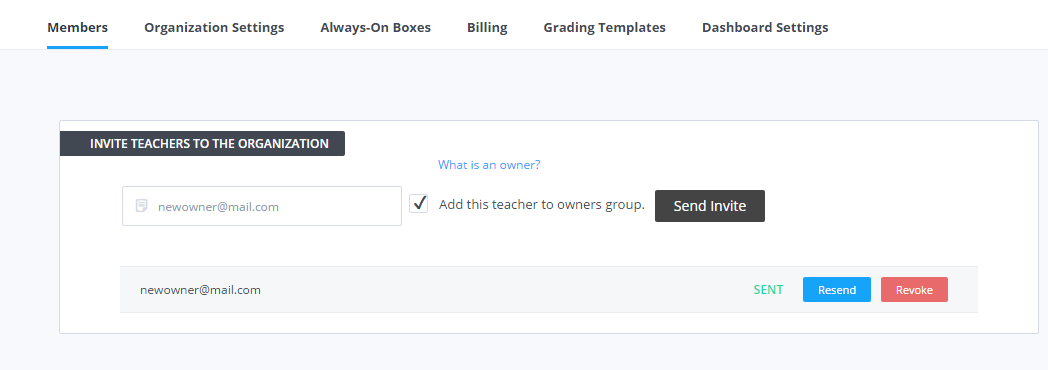 Members Organization Settings Always-On Boxes Billing Grading Templates Dashboard Settings
INVITE TEACHERS TO THE ORGANIZATION
What is an owner?
newowner@mail.com Add this teacher to owners group. Send Invite
newowner@mail.com SENT Resend Revoke